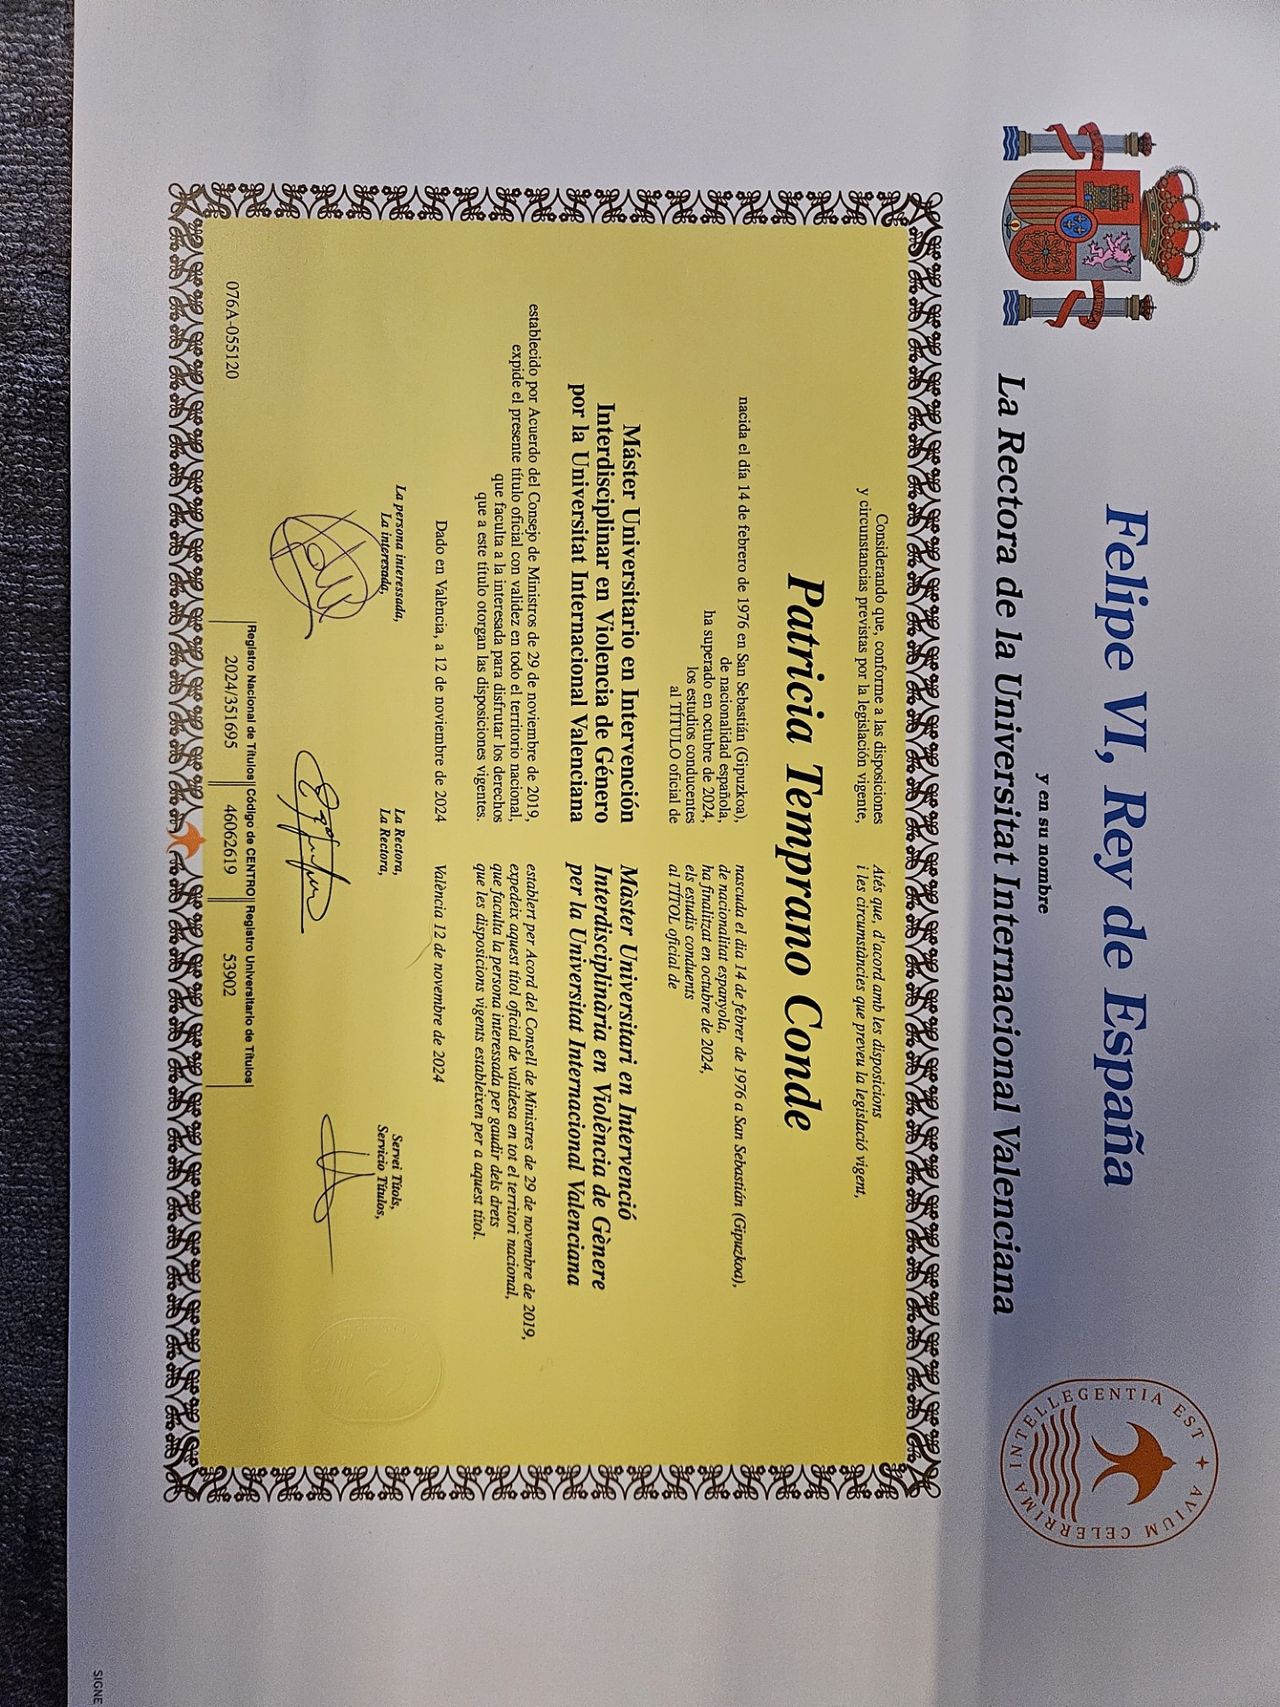 Felipe VI, Rey de España
y en su nombre
La Rectora de la Universitat Internacional Valenciana
INTELLEGENTIA EST ✦ AVIUM CELERRIMA
Considerando que, conforme a las disposiciones
y circunstancias previstas por la legislación vigente,
Atés que, d'acord amb les disposicions
i les circumstàncies que preveu la legislació vigent,
Patricia Temprano Conde
nacida el día 14 de febrero de 1976 en San Sebastián (Gipuzkoa),
de nacionalidad española,
ha superado en octubre de 2024,
los estudios conducentes
al TÍTULO oficial de
nascuda el dia 14 de febrer de 1976 a San Sebastián (Gipuzkoa),
de nacionalitat espanyola,
ha finalitzat en octubre de 2024,
els estudis conduents
al TÍTOL oficial de
Máster Universitario en Intervención
Interdisciplinar en Violencia de Género
por la Universitat Internacional Valenciana
Màster Universitari en Intervenció
Interdisciplinària en Violència de Gènere
per la Universitat Internacional Valenciana
establecido por Acuerdo del Consejo de Ministros de 29 de noviembre de 2019,
expide el presente título oficial con validez en todo el territorio nacional,
que faculta a la interesada para disfrutar los derechos
que a este título otorgan las disposiciones vigentes.
establert per Acord del Consell de Ministres de 29 de novembre de 2019,
expedeix aquest títol oficial de validesa en tot el territori nacional,
que faculta la persona interessada per gaudir dels drets
que les disposicions vigents estableixen per a aquest títol.
Dado en València, a 12 de noviembre de 2024
València 12 de novembre de 2024
La persona interessada,
La interesada,
La Rectora,
La Rectora,
Servei Títols,
Servicio Títulos,
076A-055120
Registro Nacional de Títulos
2024/351695
Código de CENTRO
46062619
Registro Universitario de Títulos
53902
SIGNE